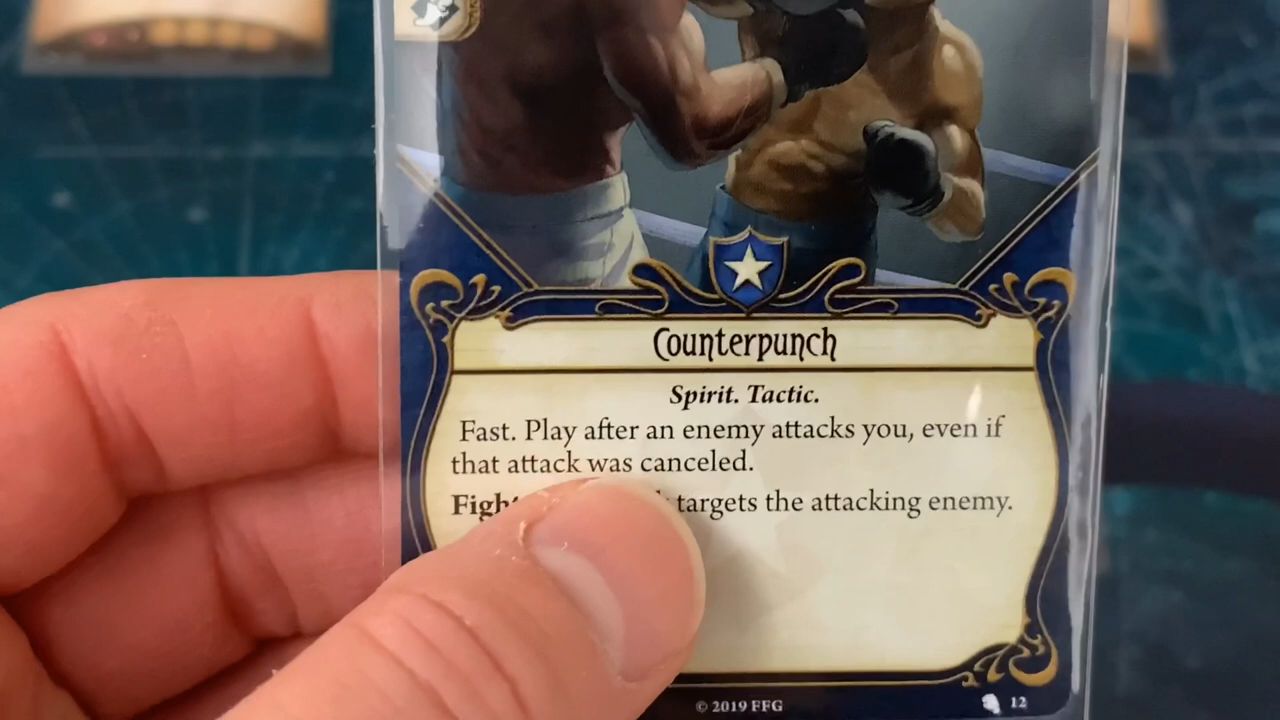 Counterpunch
Spirit. Tactic.
Fast. Play after an enemy attacks you, even if
that attack was canceled.
targets the attacking enemy.
© 2019 FFG
12